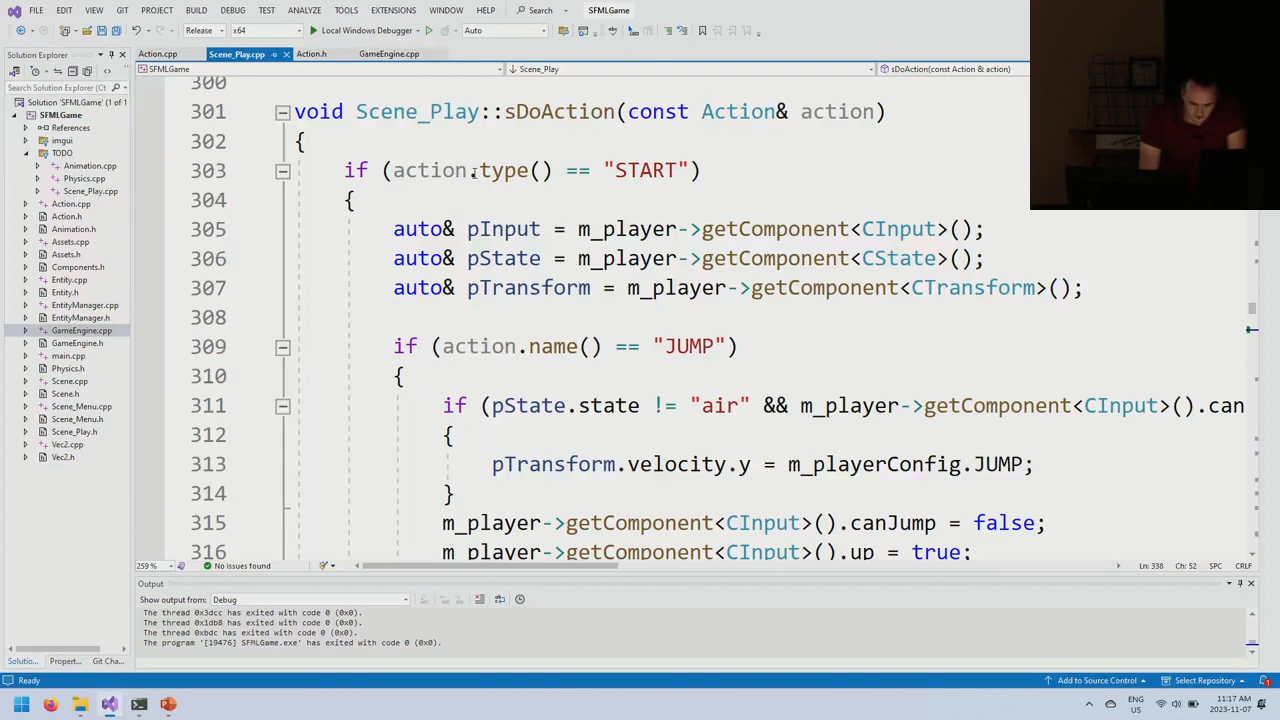 FILE EDIT VIEW GIT PROJECT BUILD DEBUG TEST ANALYZE TOOLS EXTENSIONS WINDOW HELP Search SFMLGame
Release x64 Local Windows Debugger Auto
Solution Explorer Action.cpp Scene_Play.cpp Action.h GameEngine.cpp
SFMLGame Scene_Play sDoAction(const Action & action)
Search Solution Explorer (Ctrl+;)
Solution 'SFMLGame' (1 of 1
SFMLGame
References
imgui
TODO
Animation.cpp
Physics.cpp
Scene_Play.cpp
Action.cpp
Action.h
Animation.h
Assets.cpp
Assets.h
Components.h
Entity.cpp
Entity.h
EntityManager.cpp
EntityManager.h
GameEngine.cpp
GameEngine.h
main.cpp
Physics.h
Scene.cpp
Scene.h
Scene_Menu.cpp
Scene_Menu.h
Scene_Play.h
Vec2.cpp
Vec2.h
300
301 void Scene_Play::sDoAction(const Action& action)
302 {
303 if (action.type() == "START")
304 {
305 auto& pInput = m_player->getComponent<CInput>();
306 auto& pState = m_player->getComponent<CState>();
307 auto& pTransform = m_player->getComponent<CTransform>();
308
309 if (action.name() == "JUMP")
310 {
311 if (pState.state != "air" && m_player->getComponent<CInput>().can
312 {
313 pTransform.velocity.y = m_playerConfig.JUMP;
314 }
315 m_player->getComponent<CInput>().canJump = false;
316 m_player->getComponent<CInput>().up = true;
259 % No issues found Ln: 338 Ch: 52 SPC CRLF
Output
Show output from: Debug
The thread 0x3dcc has exited with code 0 (0x0).
The thread 0x1db8 has exited with code 0 (0x0).
The thread 0xbdc has exited with code 0 (0x0).
The program '[19476] SFMLGame.exe' has exited with code 0 (0x0).
Solutio... Propert... Git Cha...
Ready Add to Source Control Select Repository 1
ENG
US
11:17 AM
2023-11-07